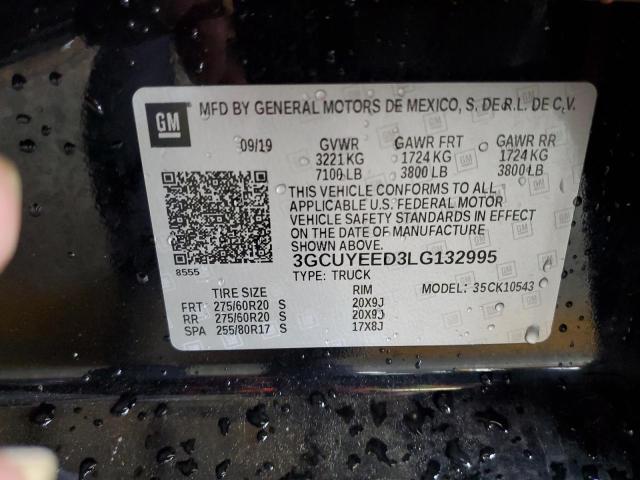 GM
MFD BY GENERAL MOTORS DE MEXICO, S. DE R.L. DE C.V.
09/19 GVWR GAWR FRT GAWR RR
3221 KG 1724 KG 1724 KG
7100 LB 3800 LB 3800 LB
THIS VEHICLE CONFORMS TO ALL
APPLICABLE U.S. FEDERAL MOTOR
VEHICLE SAFETY STANDARDS IN EFFECT
ON THE DATE OF MANUFACTURE
SHOWN ABOVE.
3GCUYEED3LG132995
8555
TYPE: TRUCK
TIRE SIZE RIM MODEL: 35CK10543
FRT 275/60R20 S 20X9J
RR 275/60R20 S 20X9J
SPA 255/80R17 S 17X8J